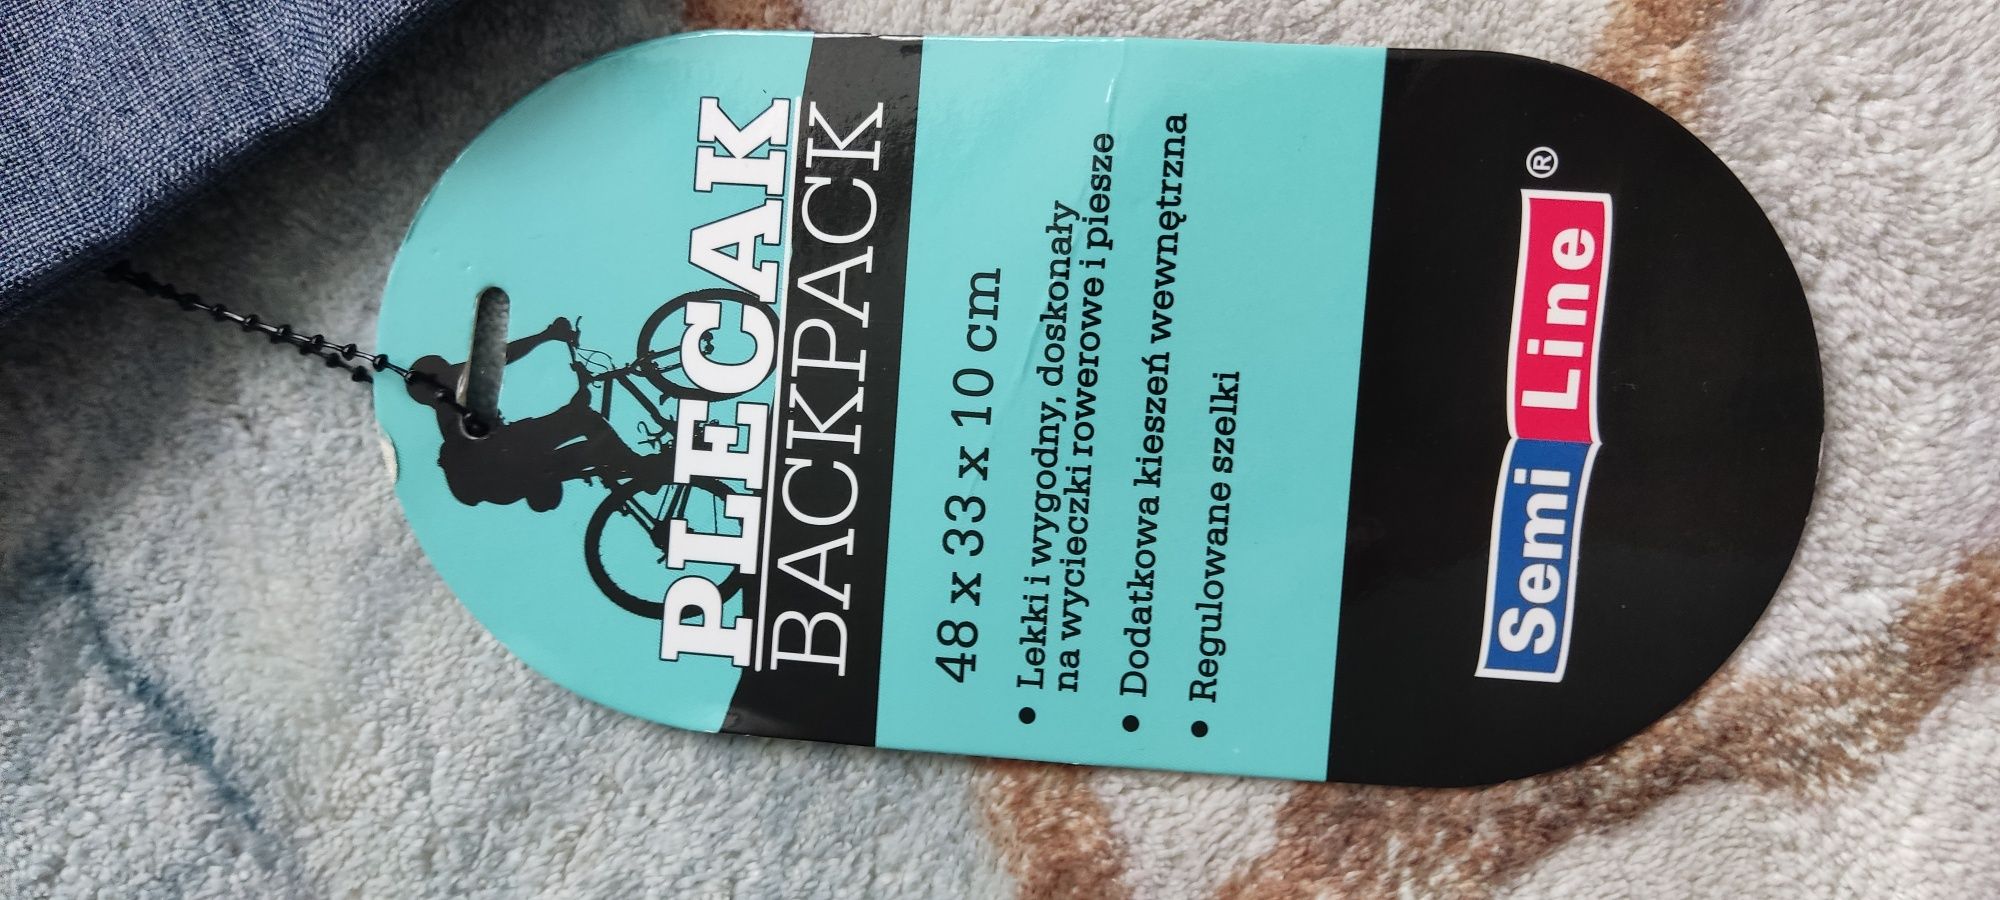 PLECAK
BACKPACK
48 x 33 x 10 cm
• Lekki i wygodny, doskonały
na wycieczki rowerowe i piesze
• Dodatkowa kieszeń wewnętrzna
• Regulowane szelki
Semi Line®